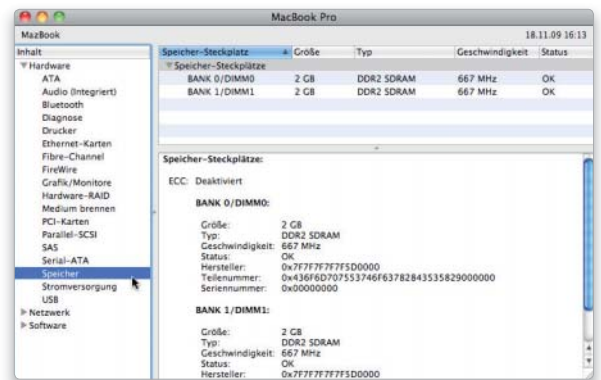 MacBook Pro
MazBook 18.11.09 16:13
Inhalt
Hardware
ATA
Audio (Integriert)
Bluetooth
Diagnose
Drucker
Ethernet-Karten
Fibre-Channel
FireWire
Grafik/Monitore
Hardware-RAID
Medium brennen
PCI-Karten
Parallel-SCSI
SAS
Serial-ATA
Speicher
Stromversorgung
USB
Netzwerk
Software
Speicher-Steckplatz Größe Typ Geschwindigkeit Status
Speicher-Steckplätze
BANK 0/DIMM0 2 GB DDR2 SDRAM 667 MHz OK
BANK 1/DIMM1 2 GB DDR2 SDRAM 667 MHz OK
Speicher-Steckplätze:
ECC: Deaktiviert
BANK 0/DIMM0:
Größe: 2 GB
Typ: DDR2 SDRAM
Geschwindigkeit: 667 MHz
Status: OK
Hersteller: 0x7F7F7F7F7F5D0000
Teilenummer: 0x436F6D707553746F63782843535829000000
Seriennummer: 0x00000000
BANK 1/DIMM1:
Größe: 2 GB
Typ: DDR2 SDRAM
Geschwindigkeit: 667 MHz
Status: OK
Hersteller: 0x7F7F7F7F7F5D0000